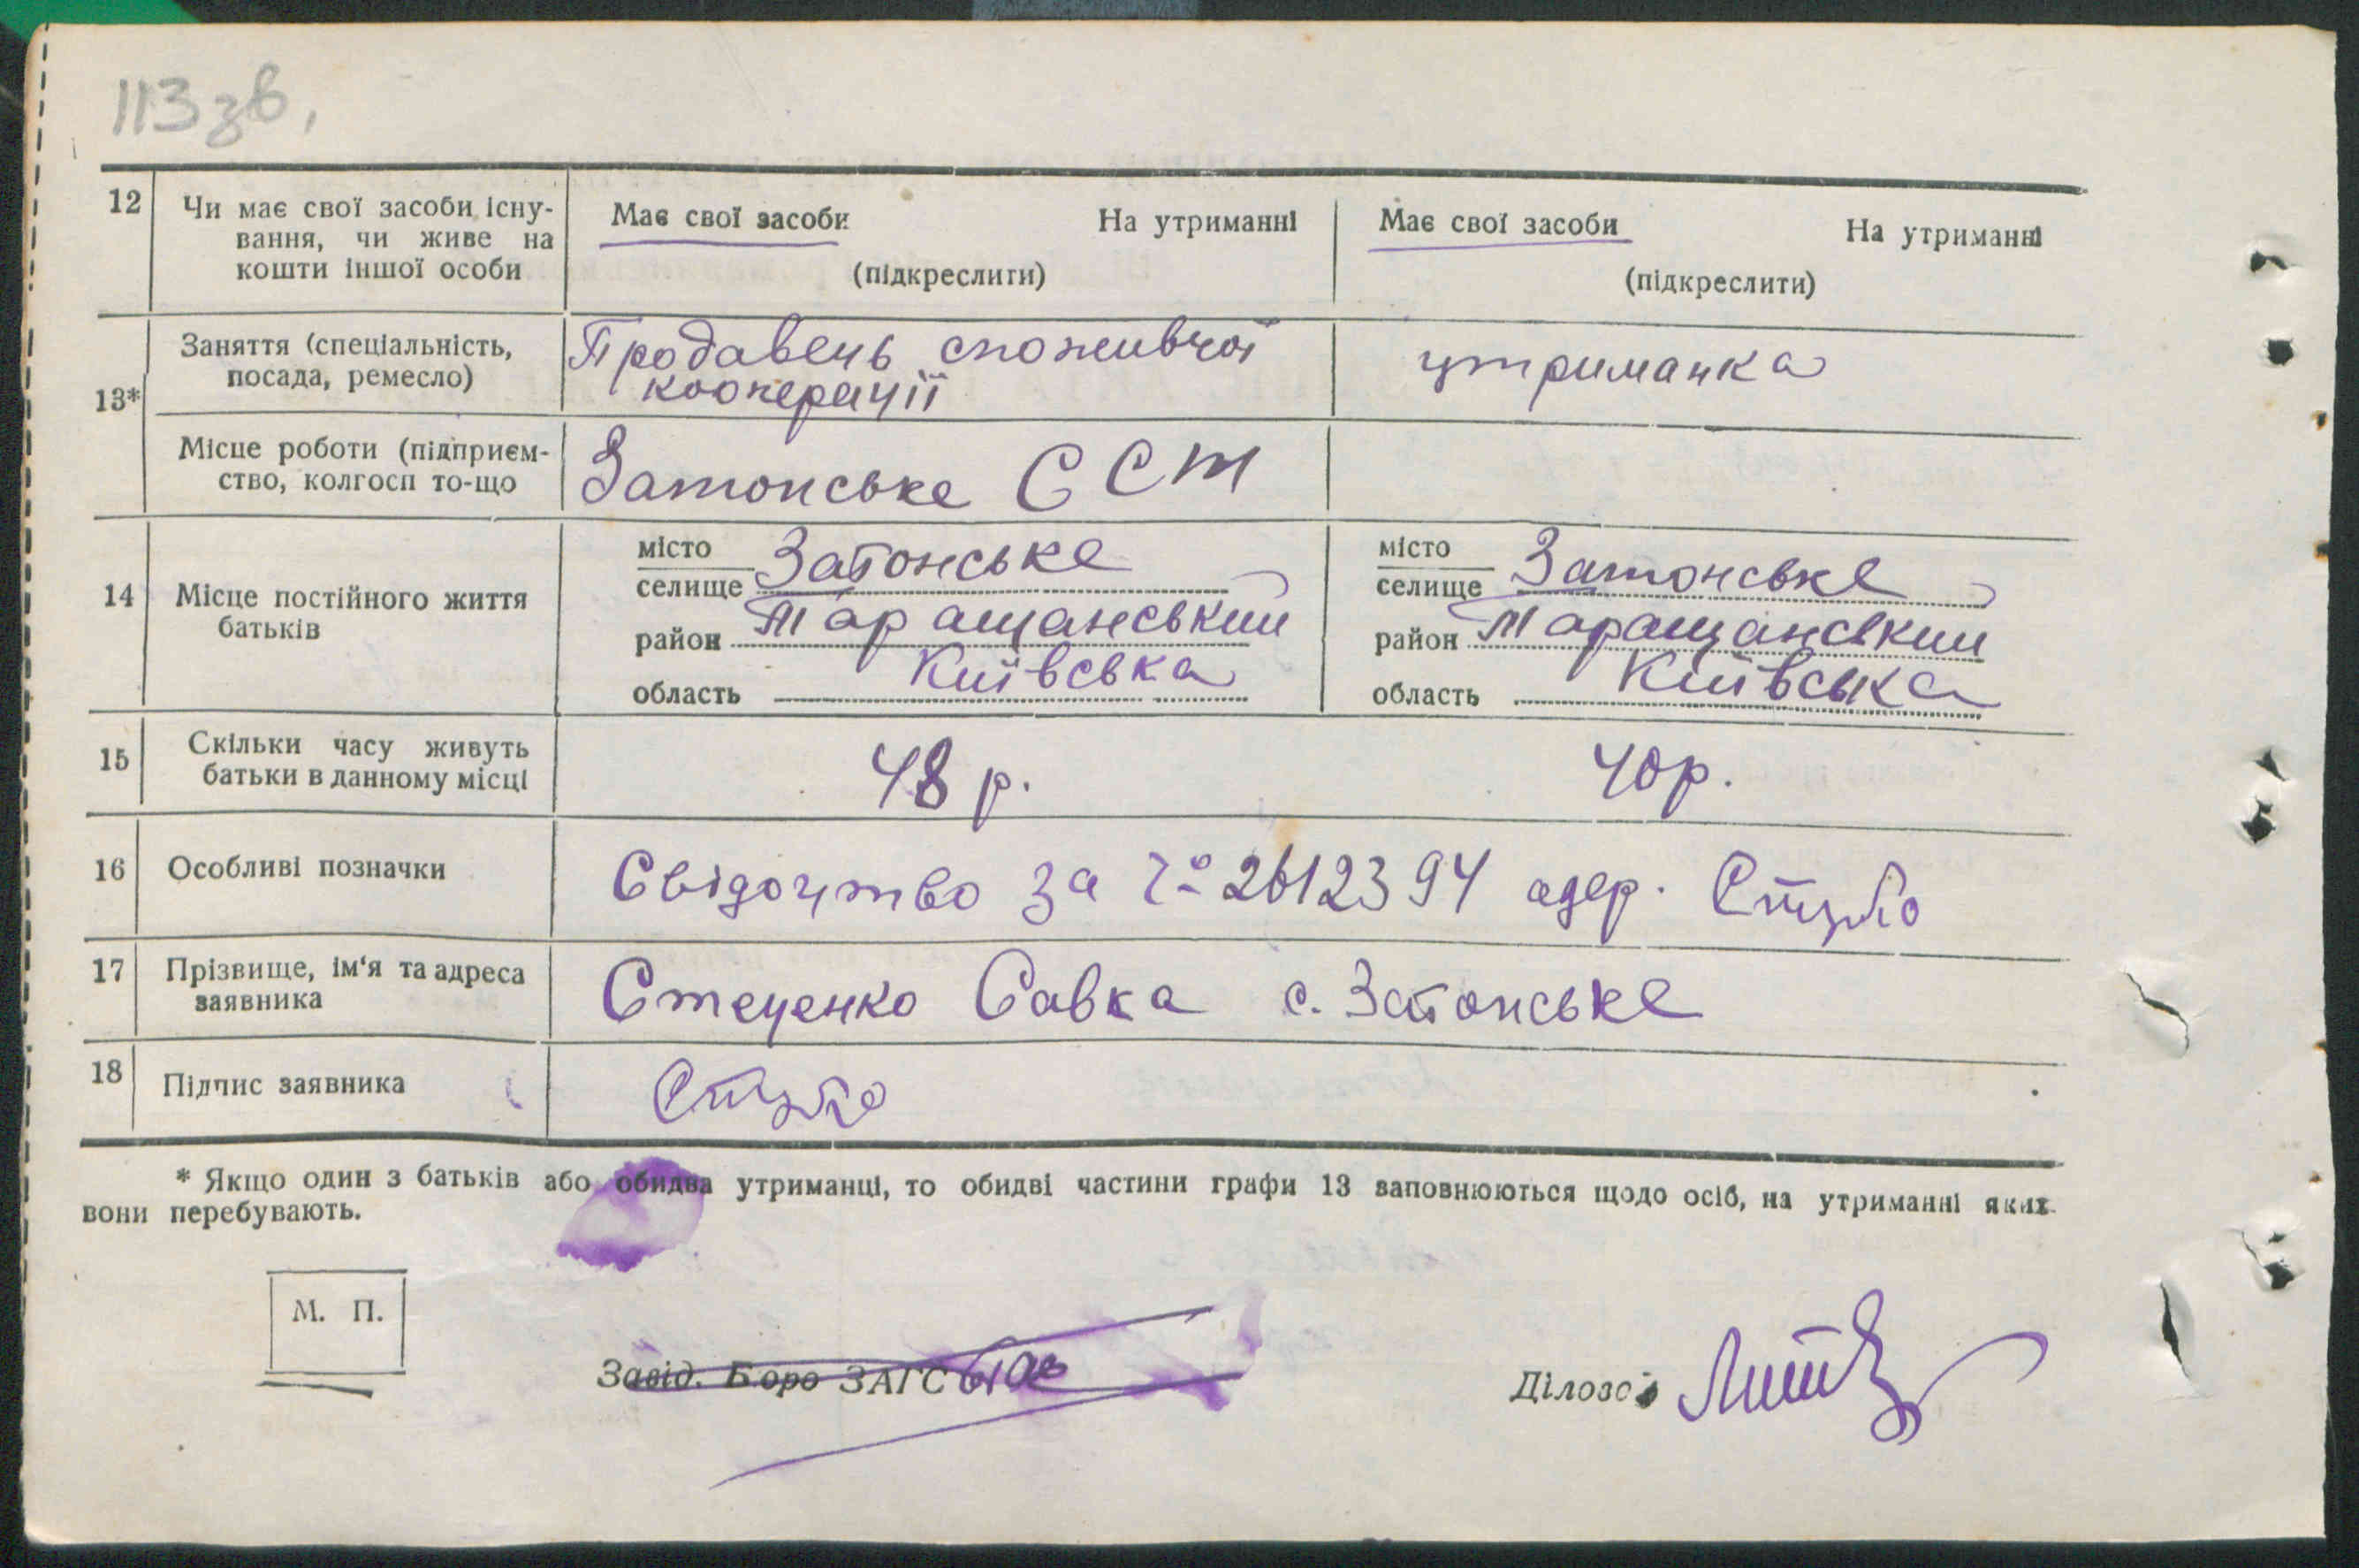 113 зв,
12 Чи має свої засоби існу-
вання, чи живе на
кошти іншої особи
Має свої засоби На утриманні
(підкреслити)
Має свої засоби На утриманні
(підкреслити)
13*
Заняття (спеціальність,
посада, ремесло)
Продавець споживчої
кооперації
утриманка
Місце роботи (підприєм-
ство, колгосп то-що
Затонське ССТ
14 Місце постійного життя
батьків
місто
селище Затонське
район Таращанський
область Київська
місто
селище Затонське
район Таращанський
область Київська
15 Скільки часу живуть
батьки в данному місці
48 р.
40 р.
16 Особливі позначки
Свідоцтво за № 2612394 одер.
17 Прізвище, ім'я та адреса
заявника
Стеценко Савка с. Затонське
18 Підпис заявника
* Якщо один з батьків або обидва утриманці, то обидві частини графи 13 заповнюються щодо осіб, на утриманні яких
вони перебувають.
М. П.
Завід. Бюро ЗАГС
Діловод